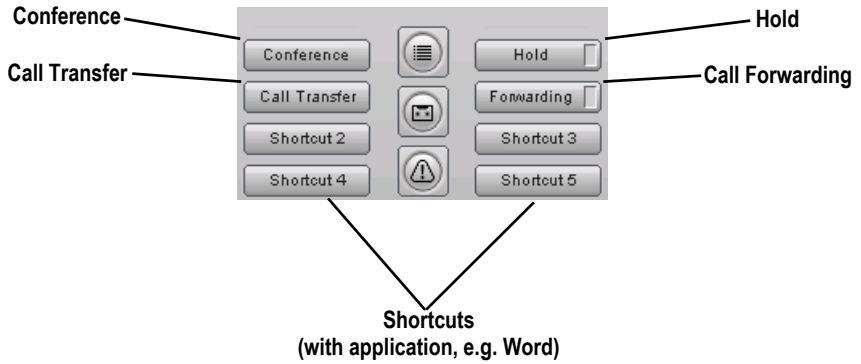 Conference
Hold
Conference
Hold
Call Transfer
Call Forwarding
Call Transfer
Forwarding
Shortcut 2
Shortcut 3
Shortcut 4
Shortcut 5
Shortcuts
(with application, e.g. Word)